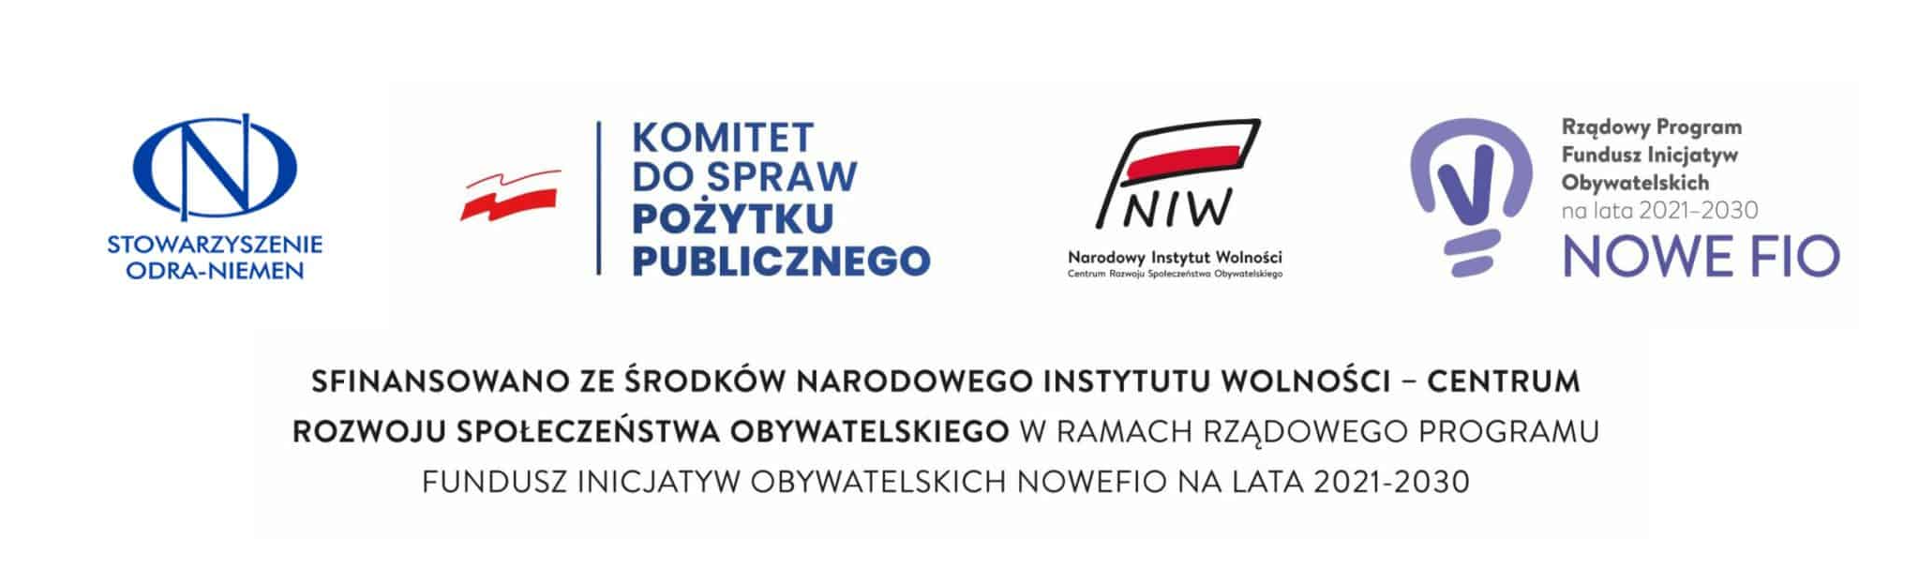 STOWARZYSZENIE
ODRA-NIEMEN
KOMITET
DO SPRAW
POŻYTKU
PUBLICZNEGO
NIW
Narodowy Instytut Wolności
Centrum Rozwoju Społeczeństwa Obywatelskiego
Rządowy Program
Fundusz Inicjatyw
Obywatelskich
na lata 2021–2030
NOWE FIO
SFINANSOWANO ZE ŚRODKÓW NARODOWEGO INSTYTUTU WOLNOŚCI – CENTRUM
ROZWOJU SPOŁECZEŃSTWA OBYWATELSKIEGO W RAMACH RZĄDOWEGO PROGRAMU
FUNDUSZ INICJATYW OBYWATELSKICH NOWEFIO NA LATA 2021-2030